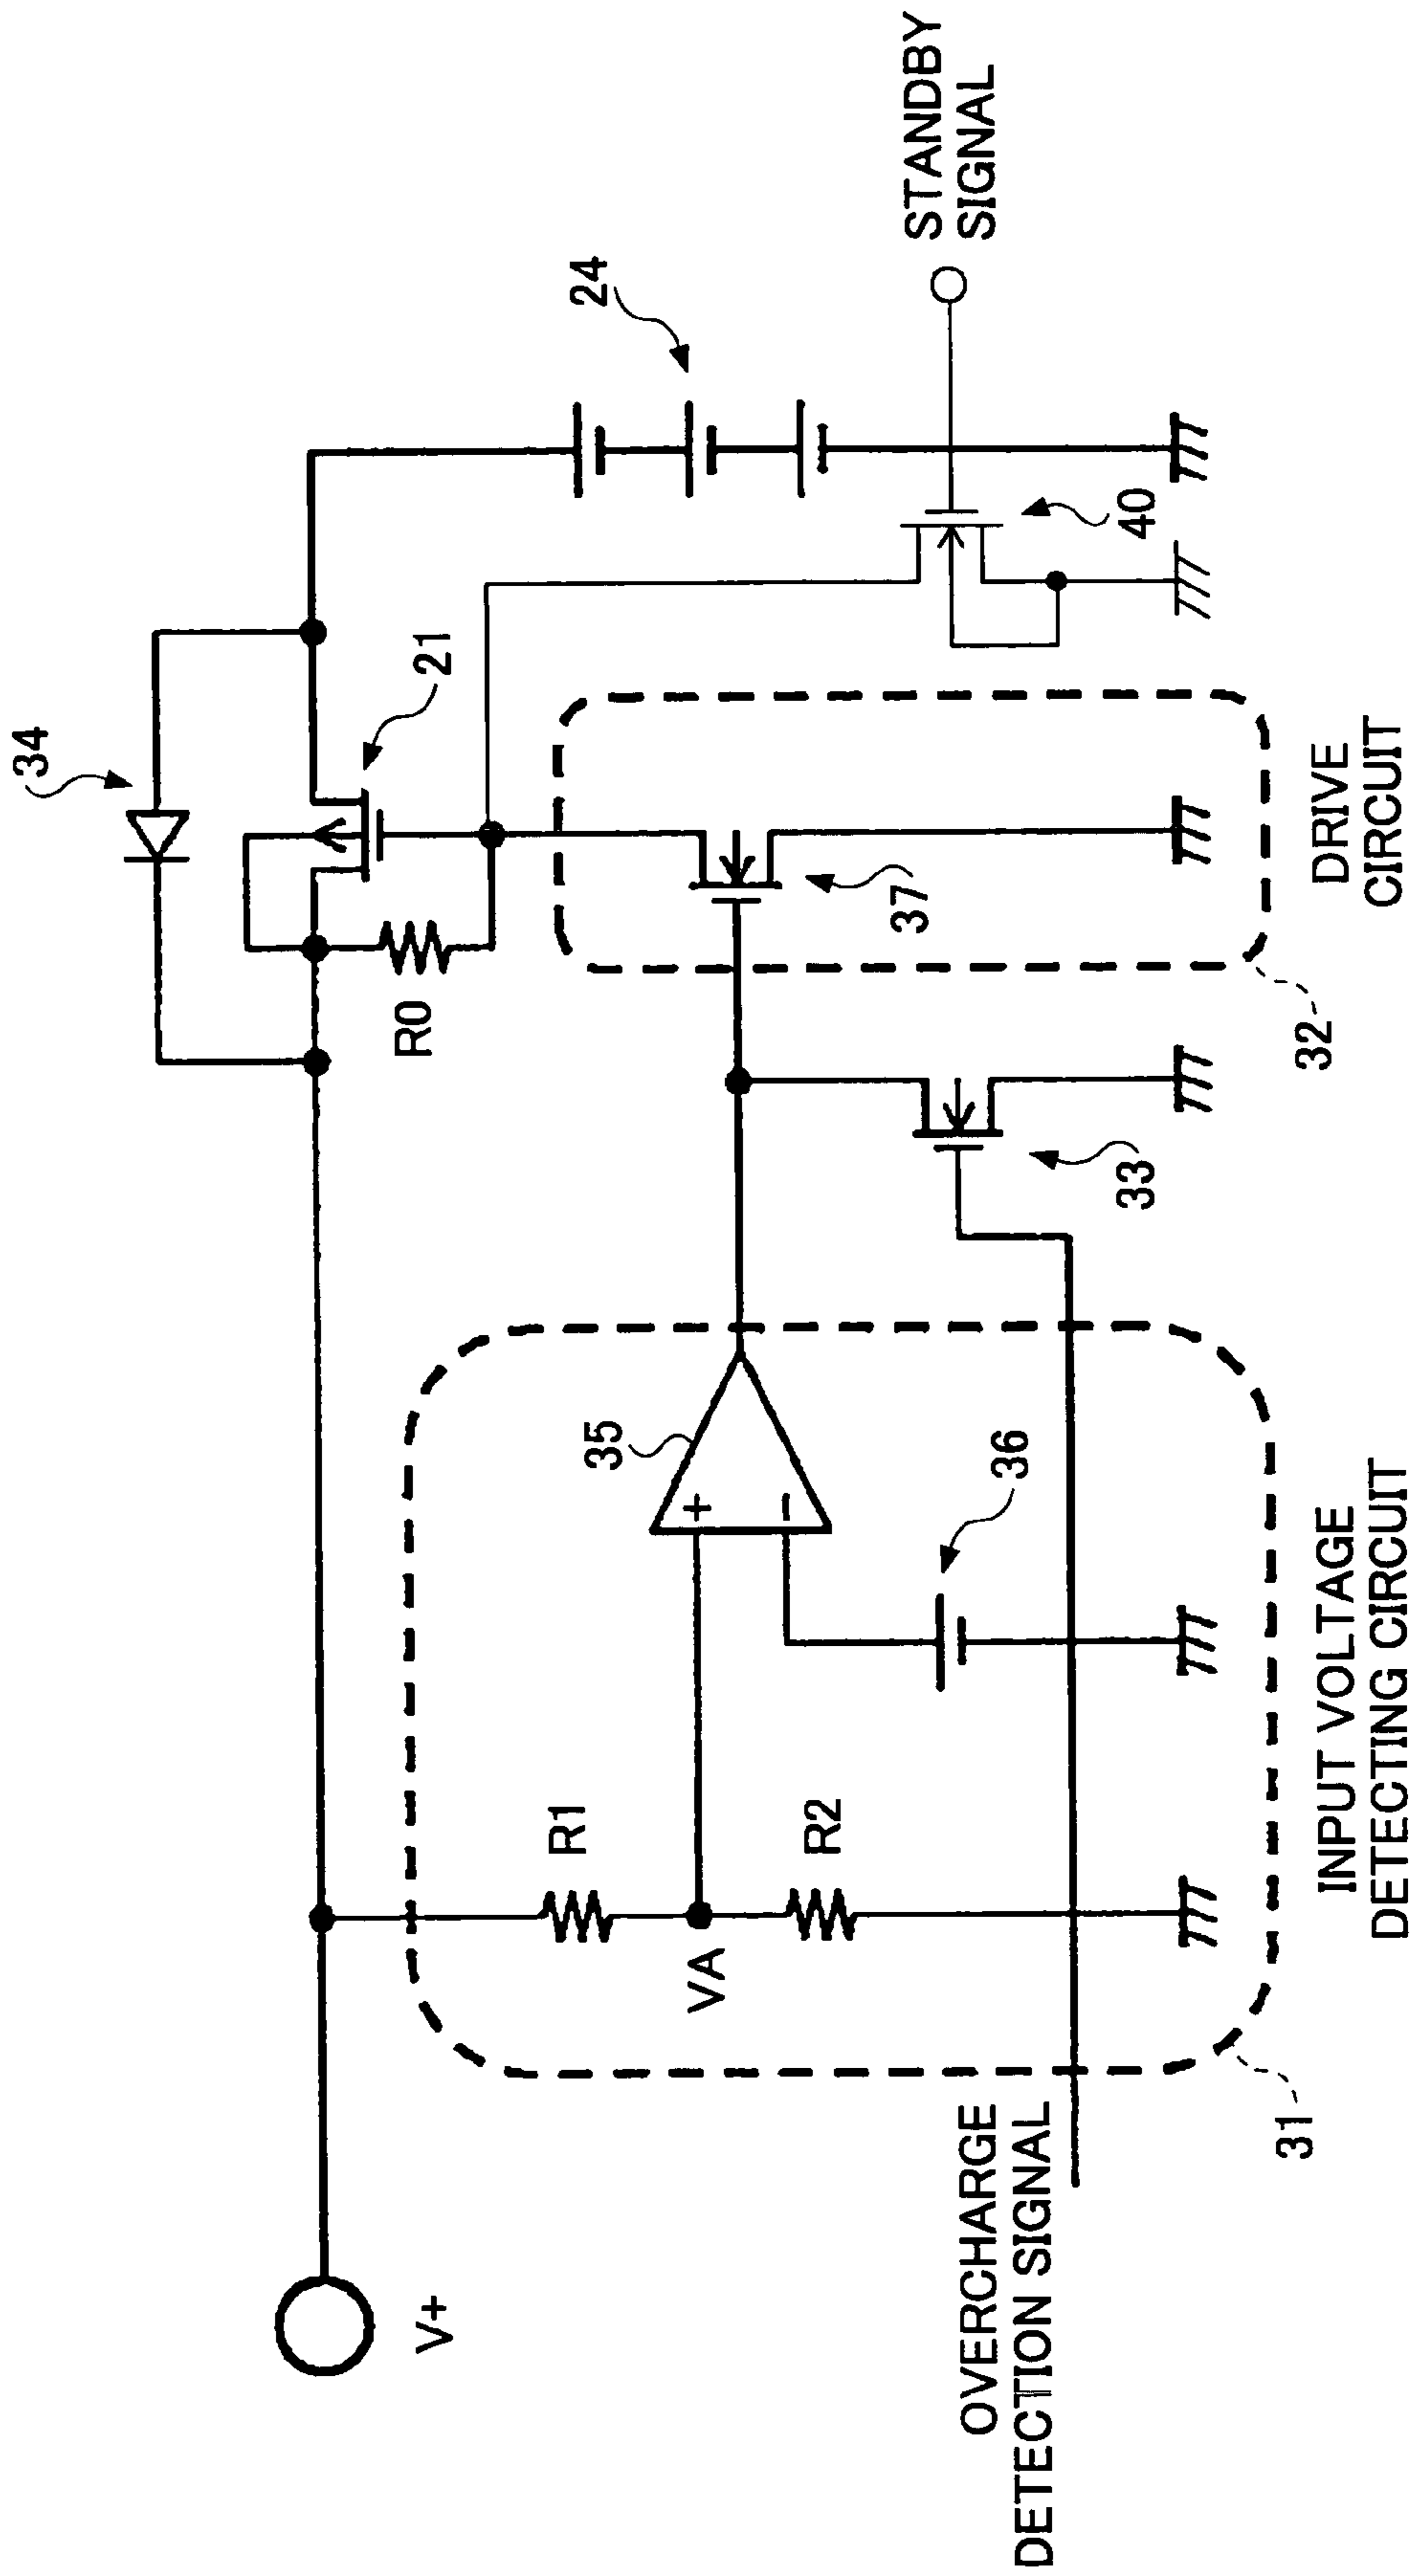 34
21
24
R0
V+
R1
VA
R2
35
36
37
33
40
32
31
STANDBY
SIGNAL
DRIVE
CIRCUIT
INPUT VOLTAGE
DETECTING CIRCUIT
OVERCHARGE
DETECTION SIGNAL
+
−